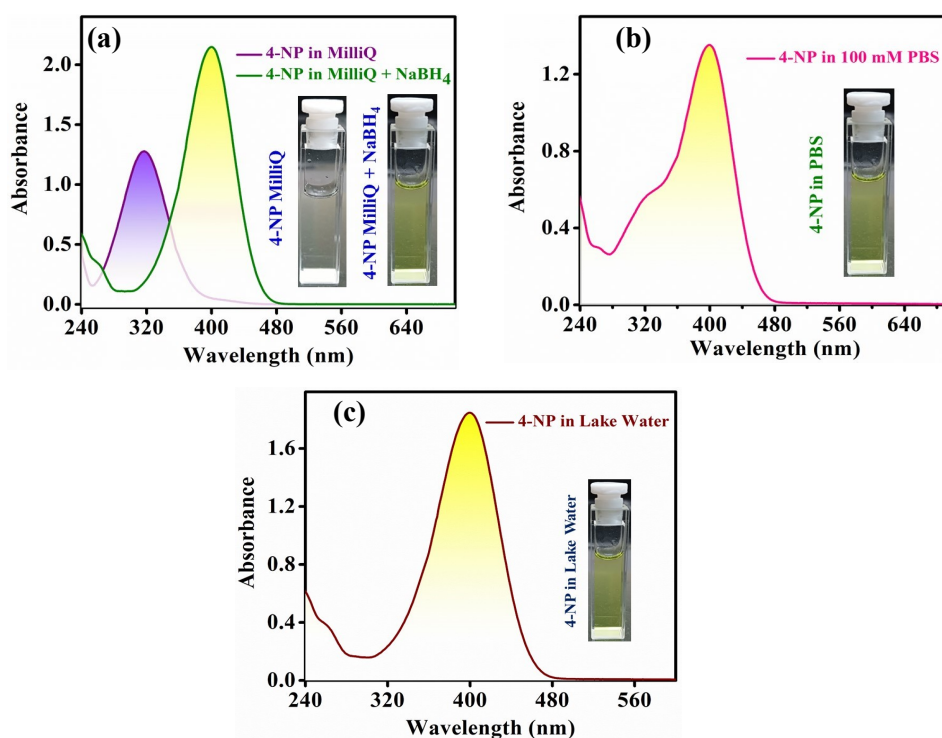 (a)
4-NP in MilliQ
4-NP in MilliQ + NaBH4
2.0
1.5
1.0
0.5
0.0
Absorbance
4-NP MilliQ
4-NP MilliQ + NaBH4
240 320 400 480 560 640
Wavelength (nm)
(b)
4-NP in 100 mM PBS
1.2
0.8
0.4
0.0
Absorbance
4-NP in PBS
240 320 400 480 560 640
Wavelength (nm)
(c)
4-NP in Lake Water
1.6
1.2
0.8
0.4
0.0
Absorbance
4-NP in Lake Water
240 320 400 480 560
Wavelength (nm)